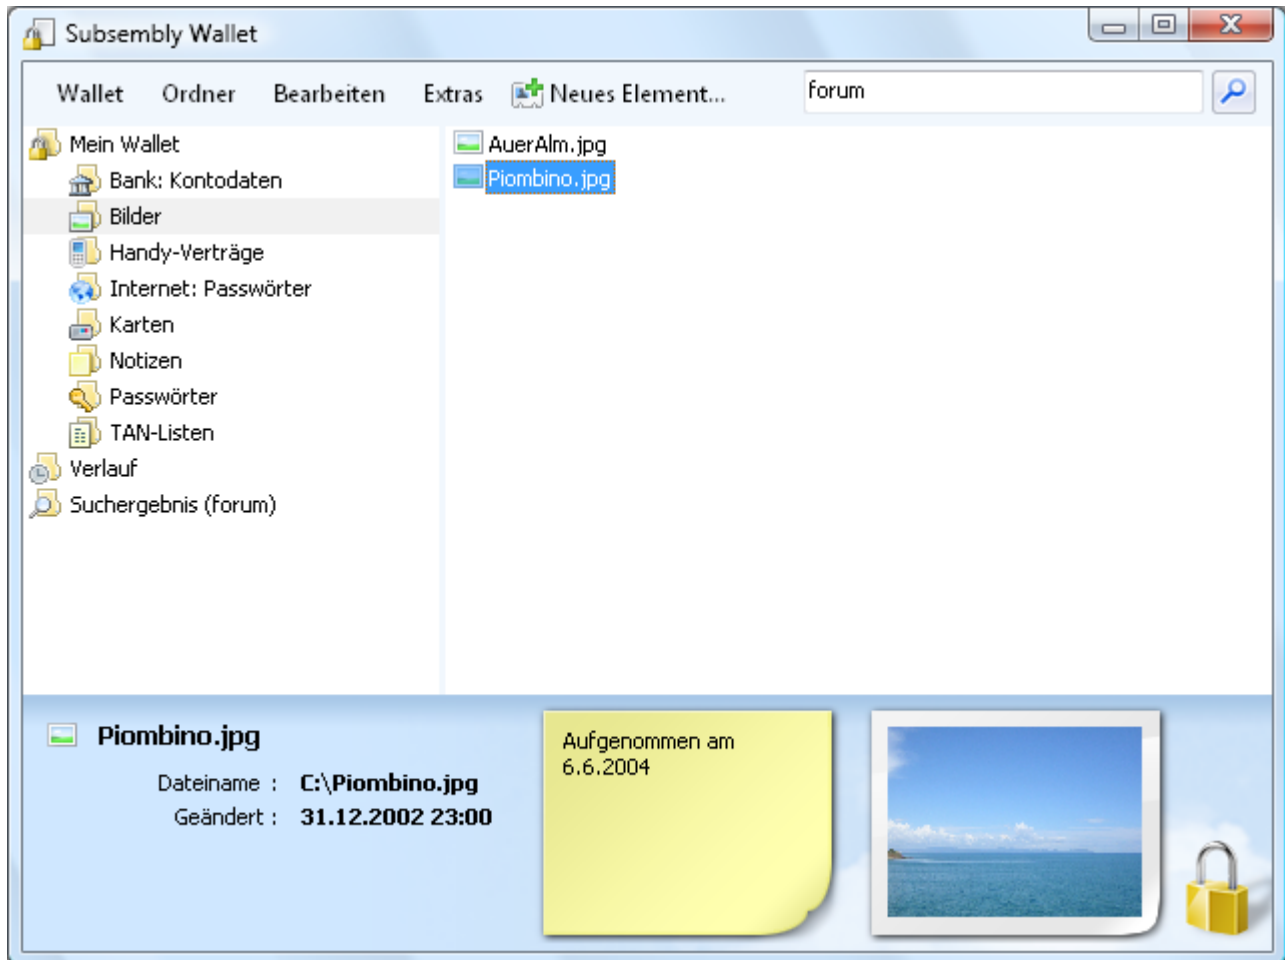 Subsembly Wallet
Wallet Ordner Bearbeiten Extras Neues Element... forum
Mein Wallet
Bank: Kontodaten
Bilder
Handy-Verträge
Internet: Passwörter
Karten
Notizen
Passwörter
TAN-Listen
Verlauf
Suchergebnis (forum)
AuerAlm.jpg
Piombino.jpg
Piombino.jpg
Dateiname : C:\Piombino.jpg
Geändert : 31.12.2002 23:00
Aufgenommen am
6.6.2004